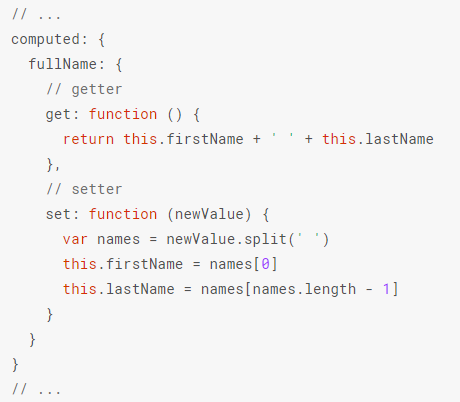 // ...
computed: {
  fullName: {
    // getter
    get: function () {
      return this.firstName + ' ' + this.lastName
    },
    // setter
    set: function (newValue) {
      var names = newValue.split(' ')
      this.firstName = names[0]
      this.lastName = names[names.length - 1]
    }
  }
}
// ...